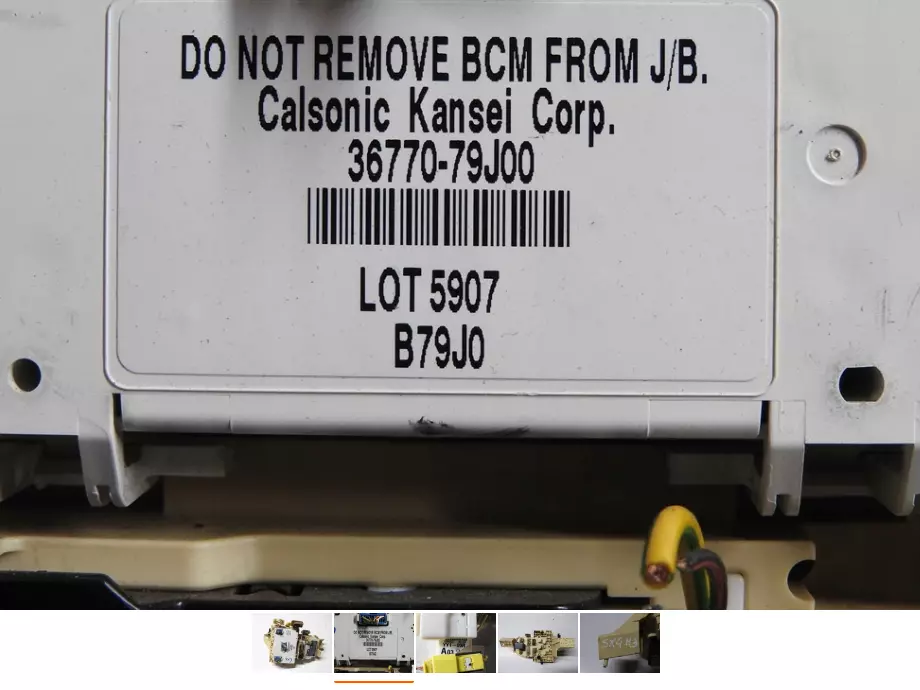 DO NOT REMOVE BCM FROM J/B.
Calsonic Kansei Corp.
36770-79J00
LOT 5907
B79J0